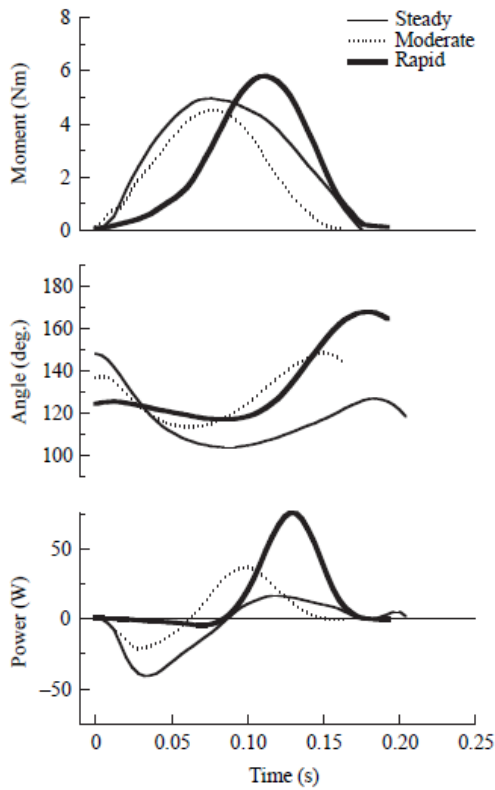 8
6
4
2
0
Moment (Nm)
Steady
Moderate
Rapid
180
160
140
120
100
Angle (deg.)
50
0
–50
Power (W)
0 0.05 0.10 0.15 0.20 0.25
Time (s)